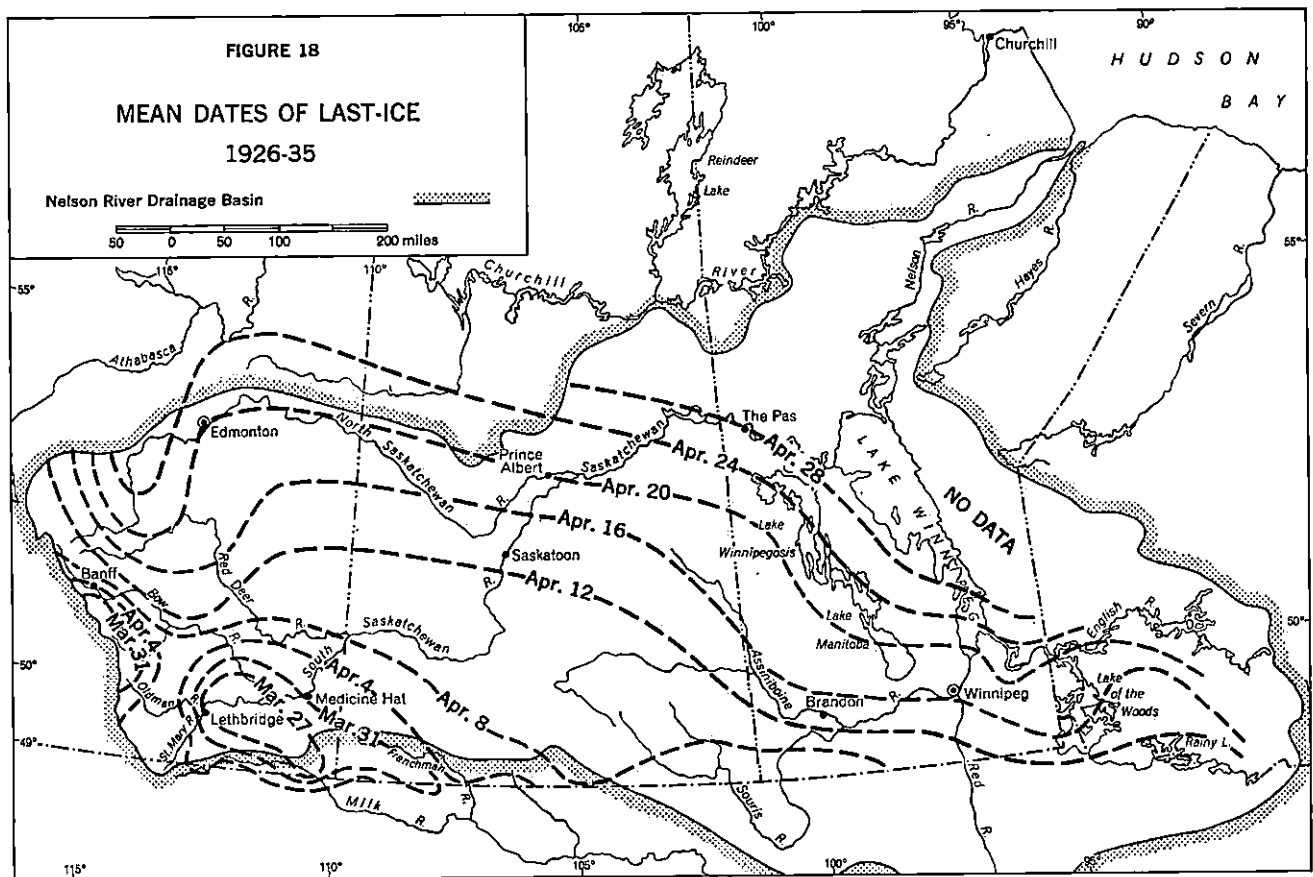 FIGURE 18
MEAN DATES OF LAST-ICE
1926-35
Nelson River Drainage Basin
50 0 50 100 150 200 miles
105°
100°
95°
90°
Churchill
HUDSON
BAY
Reindeer
Lake
115°
110°
55°
55°
Churchill
River
Nelson
R.
Hayes
R.
Severn
R.
Athabasca
R.
Edmonton
North
Saskatchewan
R.
Prince
Albert
Saskatchewan
The Pas
Apr. 28
Apr. 24
Apr. 20
Apr. 16
Apr. 12
LAKE WINNIPEG
NO DATA
Lake
Winnipegosis
Saskatoon
R.
Red
Deer
R.
Banff
Bow
R.
Apr. 4
Mar. 31
South
Saskatchewan
Lake
Manitoba
English
R.
50°
50°
Apr. 4
Apr. 8
Mar. 27
Mar. 31
Medicine Hat
Oldman
R.
Lethbridge
St. Mary R.
Assiniboine
R.
Brandon
Winnipeg
Lake
of the
Woods
Rainy L.
49°
Frenchman
R.
Milk
R.
Souris
R.
Red
R.
115°
110°
105°
100°
95°